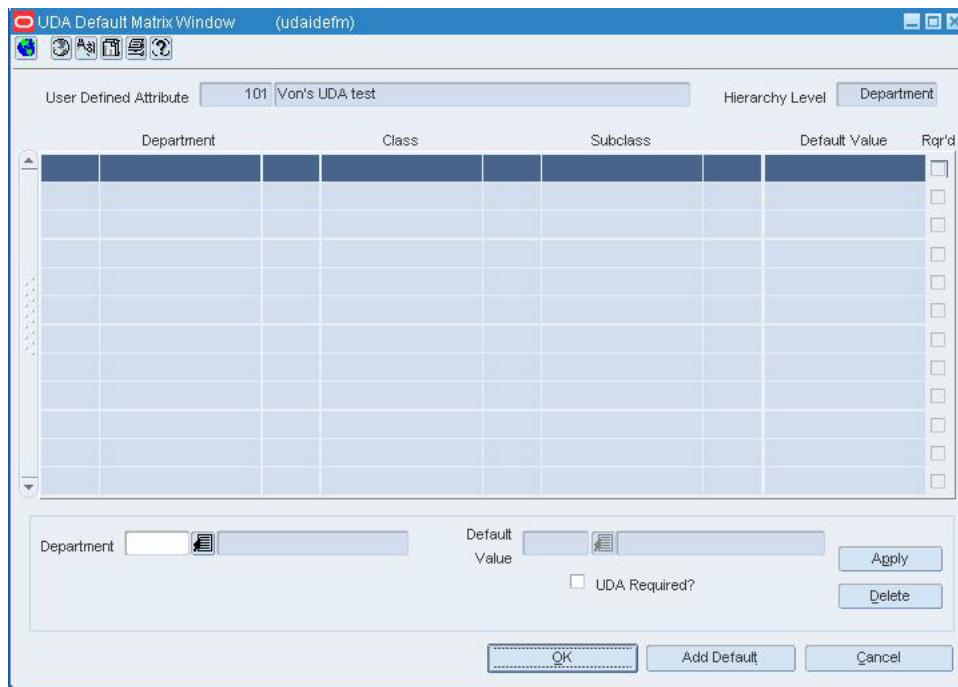 UDA Default Matrix Window (udaidefm)
User Defined Attribute 101 Von's UDA test Hierarchy Level Department
Department Class Subclass Default Value Rqr'd
Department Default Value
UDA Required?
Apply
Delete
OK Add Default Cancel